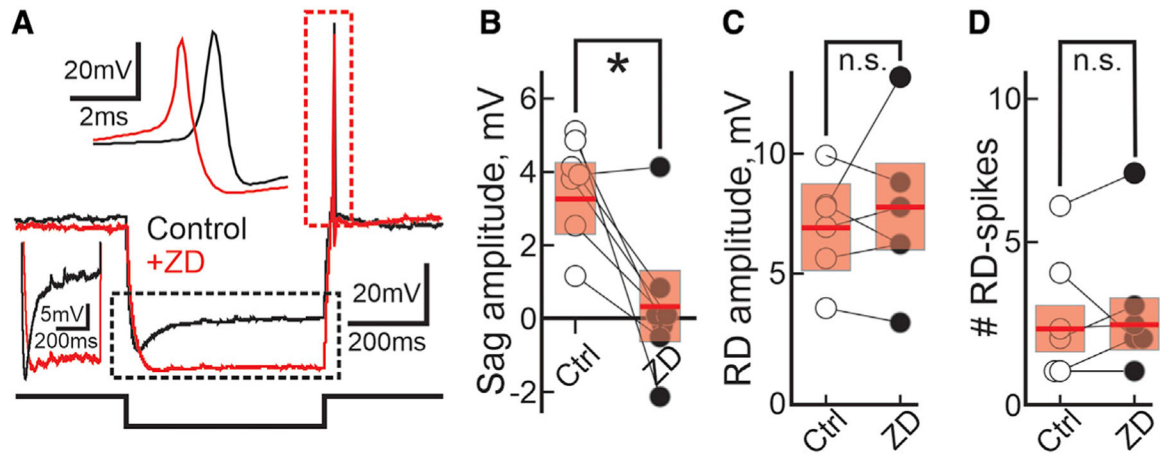 A
20mV
2ms
Control
+ZD
5mV
200ms
20mV
200ms
B
*
Sag amplitude, mV
6
4
2
0
-2
Ctrl
ZD
C
n.s.
RD amplitude, mV
10
5
0
Ctrl
ZD
D
n.s.
# RD-spikes
10
5
0
Ctrl
ZD